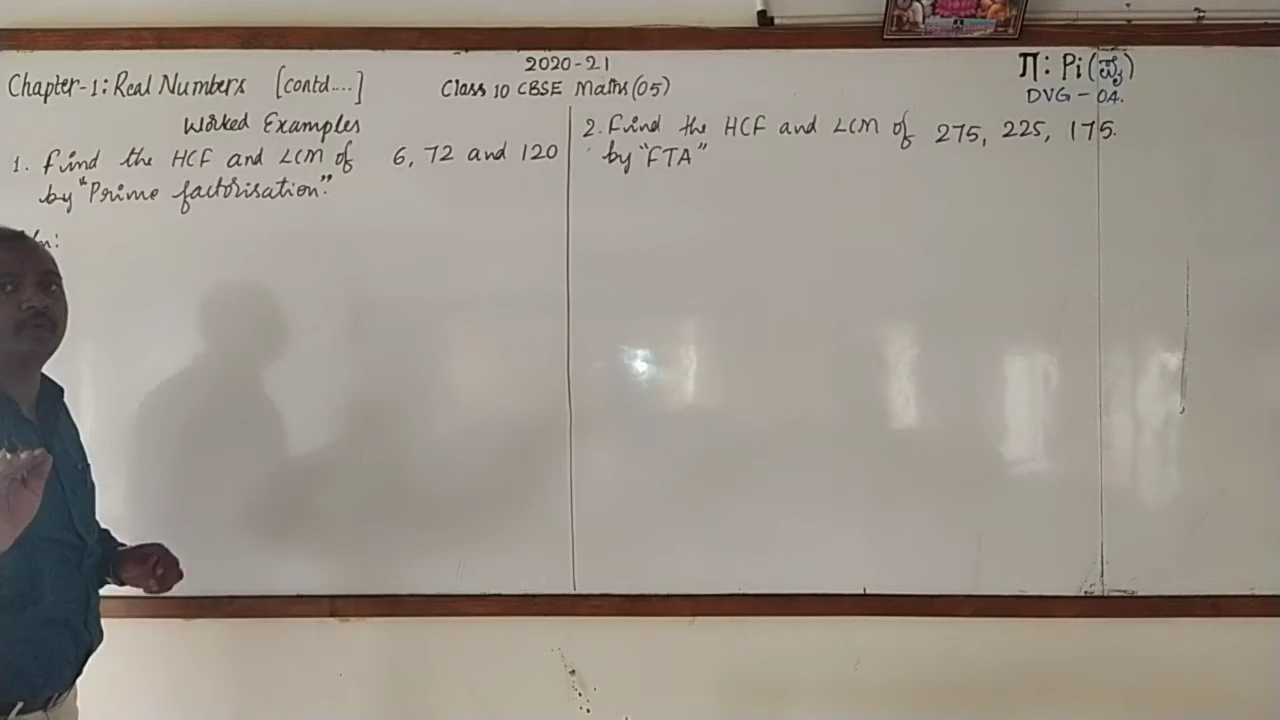 2020-21
Chapter-1: Real Numbers [contd....]
Class 10 CBSE Maths (05)
Π: Pi (
DVG - 04.
Worked Examples
1. Find the HCF and LCM of 6, 72 and 120
by "Prime factorisation."
2. Find the HCF and LCM of 275, 225, 175.
by "FTA"